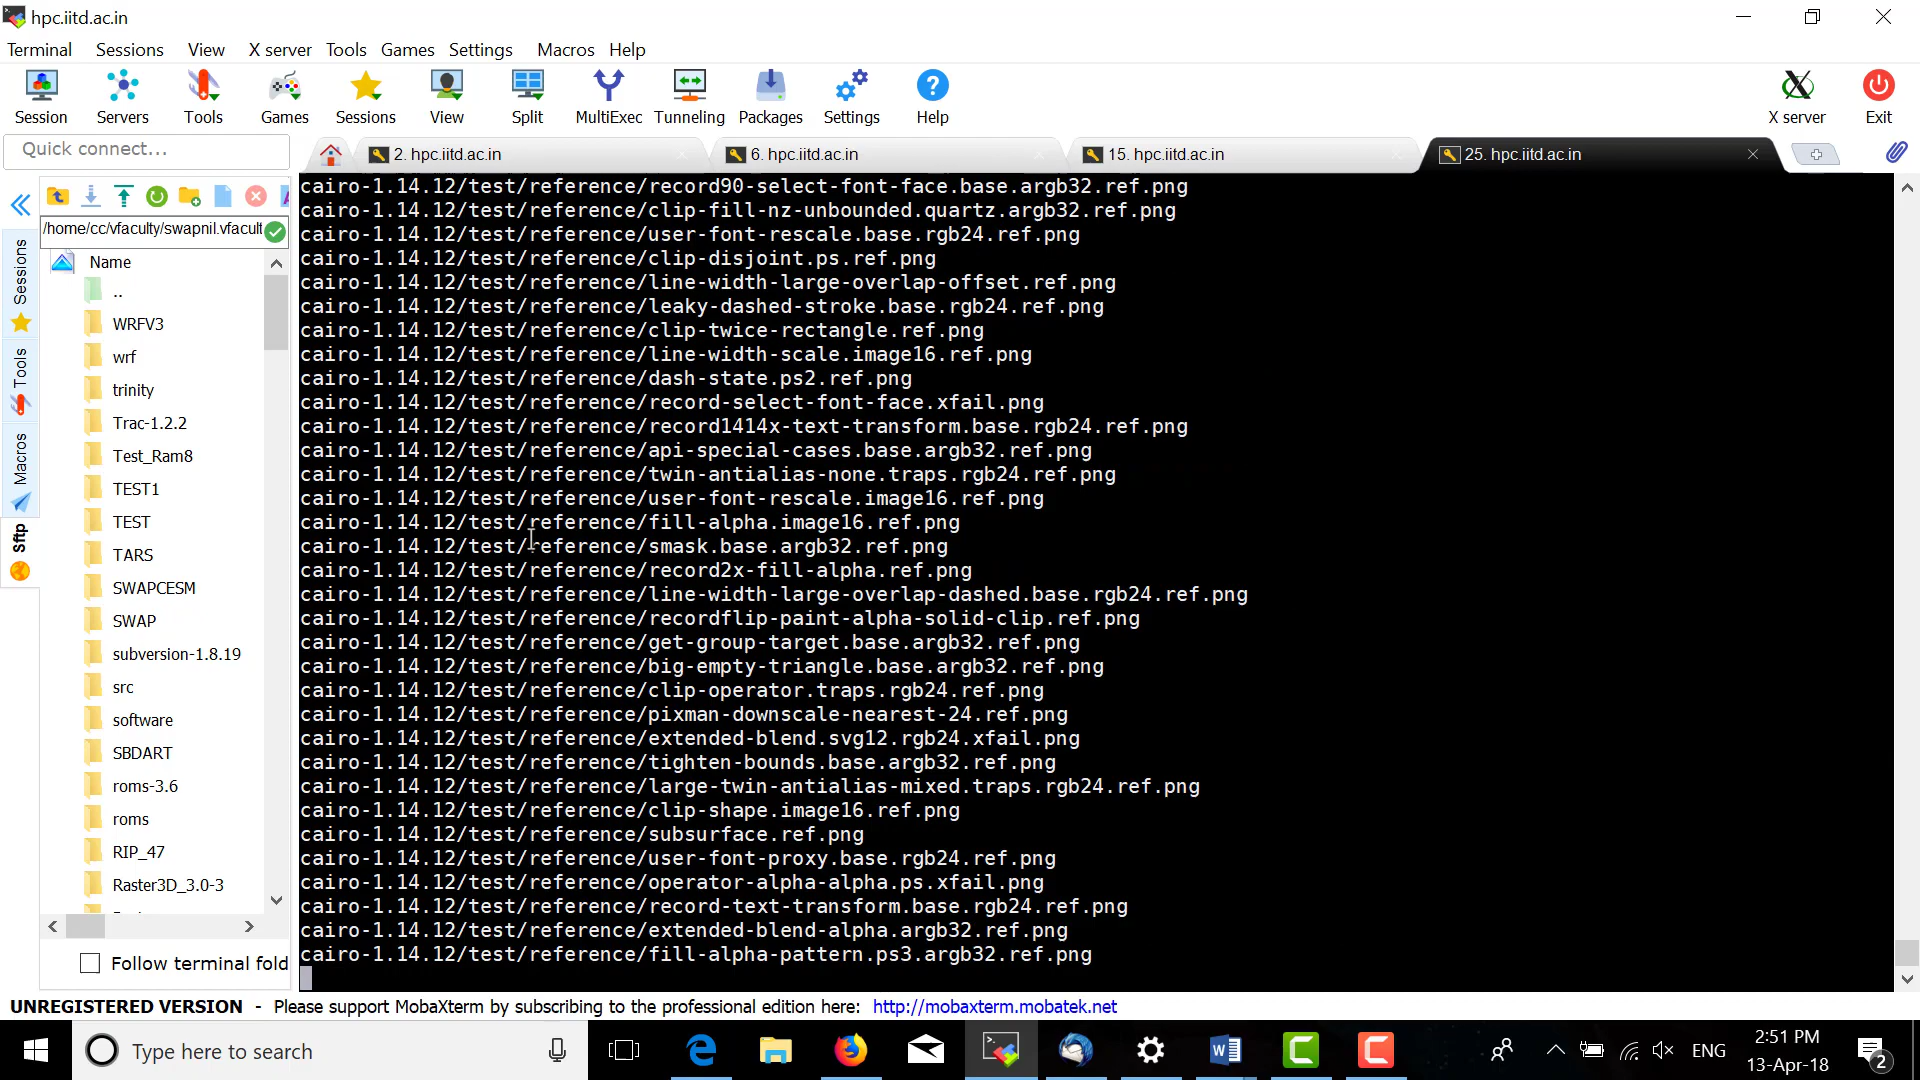 hpc.iitd.ac.in
Terminal Sessions View X server Tools Games Settings Macros Help
Session Servers Tools Games Sessions View Split MultiExec Tunneling Packages Settings Help X server Exit
Quick connect...
2. hpc.iitd.ac.in
6. hpc.iitd.ac.in
15. hpc.iitd.ac.in
25. hpc.iitd.ac.in
/home/cc/vfaculty/swapnil.vfacult
Sessions
Tools
Macros
Sftp
Name
..
WRFV3
wrf
trinity
Trac-1.2.2
Test_Ram8
TEST1
TEST
TARS
SWAPCESM
SWAP
subversion-1.8.19
src
software
SBDART
roms-3.6
roms
RIP_47
Raster3D_3.0-3
Follow terminal fold
cairo-1.14.12/test/reference/record90-select-font-face.base.argb32.ref.png
cairo-1.14.12/test/reference/clip-fill-nz-unbounded.quartz.argb32.ref.png
cairo-1.14.12/test/reference/user-font-rescale.base.rgb24.ref.png
cairo-1.14.12/test/reference/clip-disjoint.ps.ref.png
cairo-1.14.12/test/reference/line-width-large-overlap-offset.ref.png
cairo-1.14.12/test/reference/leaky-dashed-stroke.base.rgb24.ref.png
cairo-1.14.12/test/reference/clip-twice-rectangle.ref.png
cairo-1.14.12/test/reference/line-width-scale.image16.ref.png
cairo-1.14.12/test/reference/dash-state.ps2.ref.png
cairo-1.14.12/test/reference/record-select-font-face.xfail.png
cairo-1.14.12/test/reference/record1414x-text-transform.base.rgb24.ref.png
cairo-1.14.12/test/reference/api-special-cases.base.argb32.ref.png
cairo-1.14.12/test/reference/twin-antialias-none.traps.rgb24.ref.png
cairo-1.14.12/test/reference/user-font-rescale.image16.ref.png
cairo-1.14.12/test/reference/fill-alpha.image16.ref.png
cairo-1.14.12/test/reference/smask.base.argb32.ref.png
cairo-1.14.12/test/reference/record2x-fill-alpha.ref.png
cairo-1.14.12/test/reference/line-width-large-overlap-dashed.base.rgb24.ref.png
cairo-1.14.12/test/reference/recordflip-paint-alpha-solid-clip.ref.png
cairo-1.14.12/test/reference/get-group-target.base.argb32.ref.png
cairo-1.14.12/test/reference/big-empty-triangle.base.argb32.ref.png
cairo-1.14.12/test/reference/clip-operator.traps.rgb24.ref.png
cairo-1.14.12/test/reference/pixman-downscale-nearest-24.ref.png
cairo-1.14.12/test/reference/extended-blend.svg12.rgb24.xfail.png
cairo-1.14.12/test/reference/tighten-bounds.base.argb32.ref.png
cairo-1.14.12/test/reference/large-twin-antialias-mixed.traps.rgb24.ref.png
cairo-1.14.12/test/reference/clip-shape.image16.ref.png
cairo-1.14.12/test/reference/subsurface.ref.png
cairo-1.14.12/test/reference/user-font-proxy.base.rgb24.ref.png
cairo-1.14.12/test/reference/operator-alpha-alpha.ps.xfail.png
cairo-1.14.12/test/reference/record-text-transform.base.rgb24.ref.png
cairo-1.14.12/test/reference/extended-blend-alpha.argb32.ref.png
cairo-1.14.12/test/reference/fill-alpha-pattern.ps3.argb32.ref.png
UNREGISTERED VERSION - Please support MobaXterm by subscribing to the professional edition here: http://mobaxterm.mobatek.net
Type here to search
ENG
2:51 PM
13-Apr-18
2